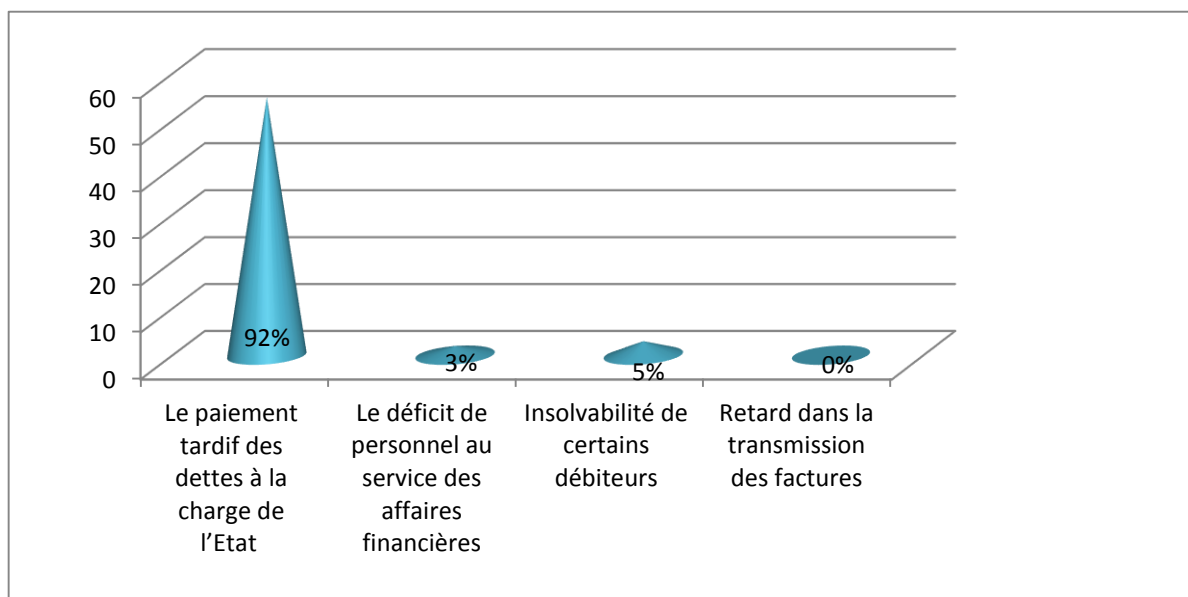 60
50
40
30
20
10
0
92%
3%
5%
0%
Le paiement
tardif des
dettes à la
charge de
l’Etat
Le déficit de
personnel au
service des
affaires
financières
Insolvabilité de
certains
débiteurs
Retard dans la
transmission
des factures